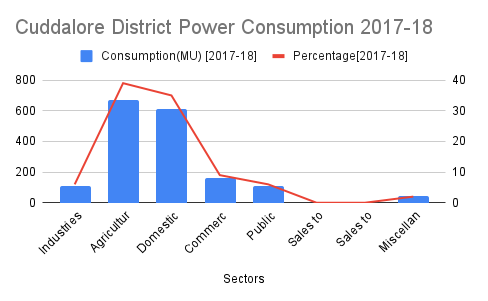 Cuddalore District Power Consumption 2017-18
Consumption(MU) [2017-18] Percentage[2017-18]
800 40
600 30
400 20
200 10
0 0
Industries Agricultur Domestic Commerc Public Sales to Sales to Miscellan
Sectors